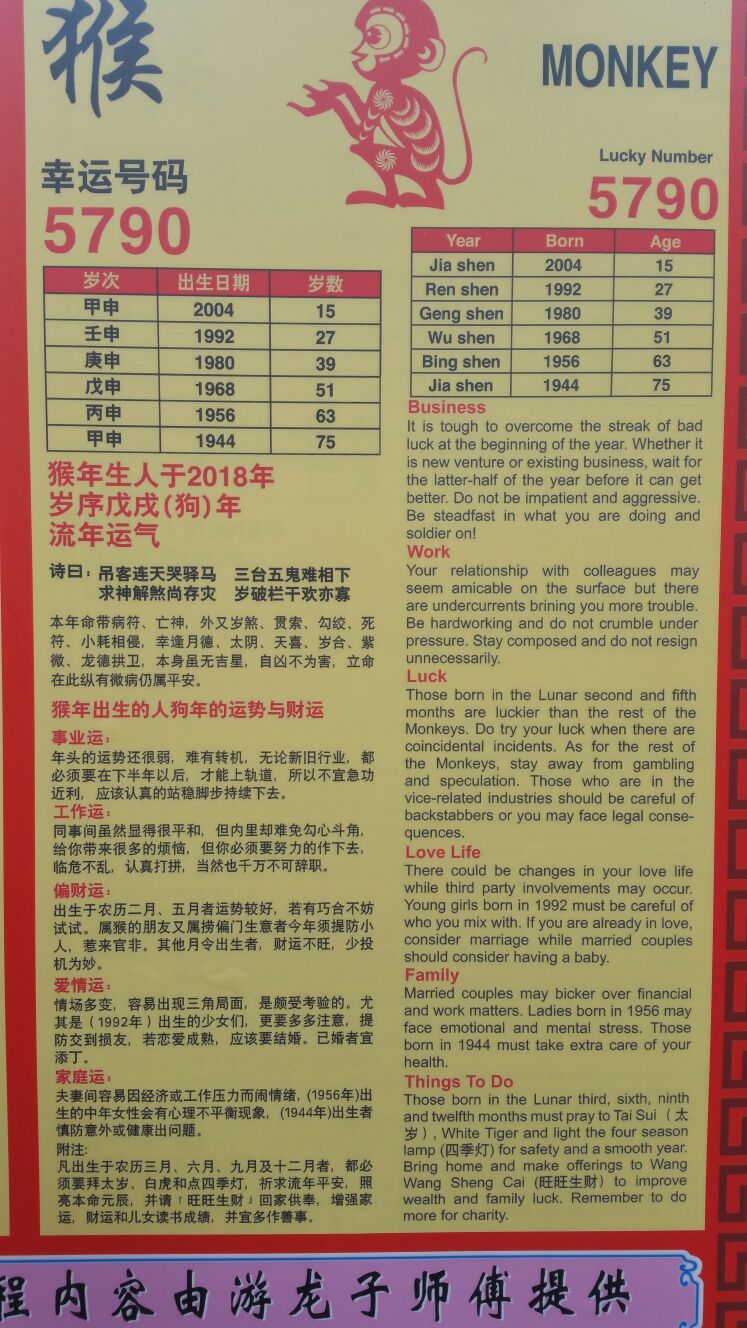 猴
幸运号码
5790
岁次 出生日期 岁数
甲申 2004 15
壬申 1992 27
庚申 1980 39
戊申 1968 51
丙申 1956 63
甲申 1944 75
猴年生人于2018年
岁序戊戌(狗)年
流年运气
诗曰：吊客连天哭驿马 三台五鬼难相下
求神解煞尚存灾 岁破栏干欢亦寡
本年命带病符、亡神，外又岁煞、贯索、勾绞、死
符、小耗相侵，幸逢月德、太阴、天喜、岁合、紫
微、龙德拱卫，本身虽无吉星，自凶不为害，立命
在此纵有微病仍属平安。
猴年出生的人狗年的运势与财运
事业运：
年头的运势还很弱，难有转机，无论新旧行业，都
必须要在下半年以后，才能上轨道，所以不宜急功
近利，应该认真的站稳脚步持续下去。
工作运：
同事间虽然显得很平和，但内里却难免勾心斗角，
给你带来很多的烦恼，但你必须要努力的作下去，
临危不乱，认真打拼，当然也千万不可辞职。
偏财运：
出生于农历二月、五月者运势较好，若有巧合不妨
试试。属猴的朋友又属捞偏门生意者今年须提防小
人，惹来官非。其他月令出生者，财运不旺，少投
机为妙。
爱情运：
情场多变，容易出现三角局面，是颇受考验的。尤
其是（1992年）出生的少女们，更要多多注意，提
防交到损友，若恋爱成熟，应该要结婚。已婚者宜
添丁。
家庭运：
夫妻间容易因经济或工作压力而闹情绪，(1956年)出
生的中年女性会有心理不平衡现象，(1944年)出生者
慎防意外或健康出问题。
附注:
凡出生于农历三月、六月、九月及十二月者，都必
须要拜太岁、白虎和点四季灯，祈求流年平安，照
亮本命元辰，并请「旺旺生财」回家供奉，增强家
运，财运和儿女读书成绩，并宜多作善事。
MONKEY
Lucky Number
5790
Year Born Age
Jia shen 2004 15
Ren shen 1992 27
Geng shen 1980 39
Wu shen 1968 51
Bing shen 1956 63
Jia shen 1944 75
Business
It is tough to overcome the streak of bad
luck at the beginning of the year. Whether it
is new venture or existing business, wait for
the latter-half of the year before it can get
better. Do not be impatient and aggressive.
Be steadfast in what you are doing and
soldier on!
Work
Your relationship with colleagues may
seem amicable on the surface but there
are undercurrents brining you more trouble.
Be hardworking and do not crumble under
pressure. Stay composed and do not resign
unnecessarily.
Luck
Those born in the Lunar second and fifth
months are luckier than the rest of the
Monkeys. Do try your luck when there are
coincidental incidents. As for the rest of
the Monkeys, stay away from gambling
and speculation. Those who are in the
vice-related industries should be careful of
backstabbers or you may face legal conse-
quences.
Love Life
There could be changes in your love life
while third party involvements may occur.
Young girls born in 1992 must be careful of
who you mix with. If you are already in love,
consider marriage while married couples
should consider having a baby.
Family
Married couples may bicker over financial
and work matters. Ladies born in 1956 may
face emotional and mental stress. Those
born in 1944 must take extra care of your
health.
Things To Do
Those born in the Lunar third, sixth, ninth
and twelfth months must pray to Tai Sui（太
岁）, White Tiger and light the four season
lamp (四季灯) for safety and a smooth year.
Bring home and make offerings to Wang
Wang Sheng Cai (旺旺生财) to improve
wealth and family luck. Remember to do
more for charity.
程内容由游龙子师傅提供